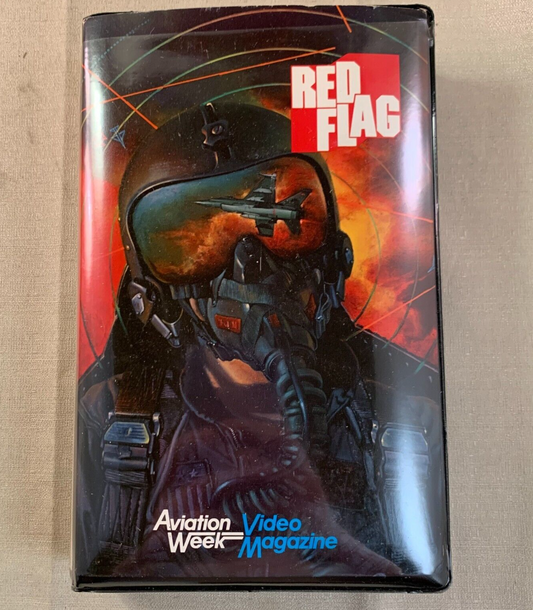 RED
FLAG
Aviation Video
Week Magazine